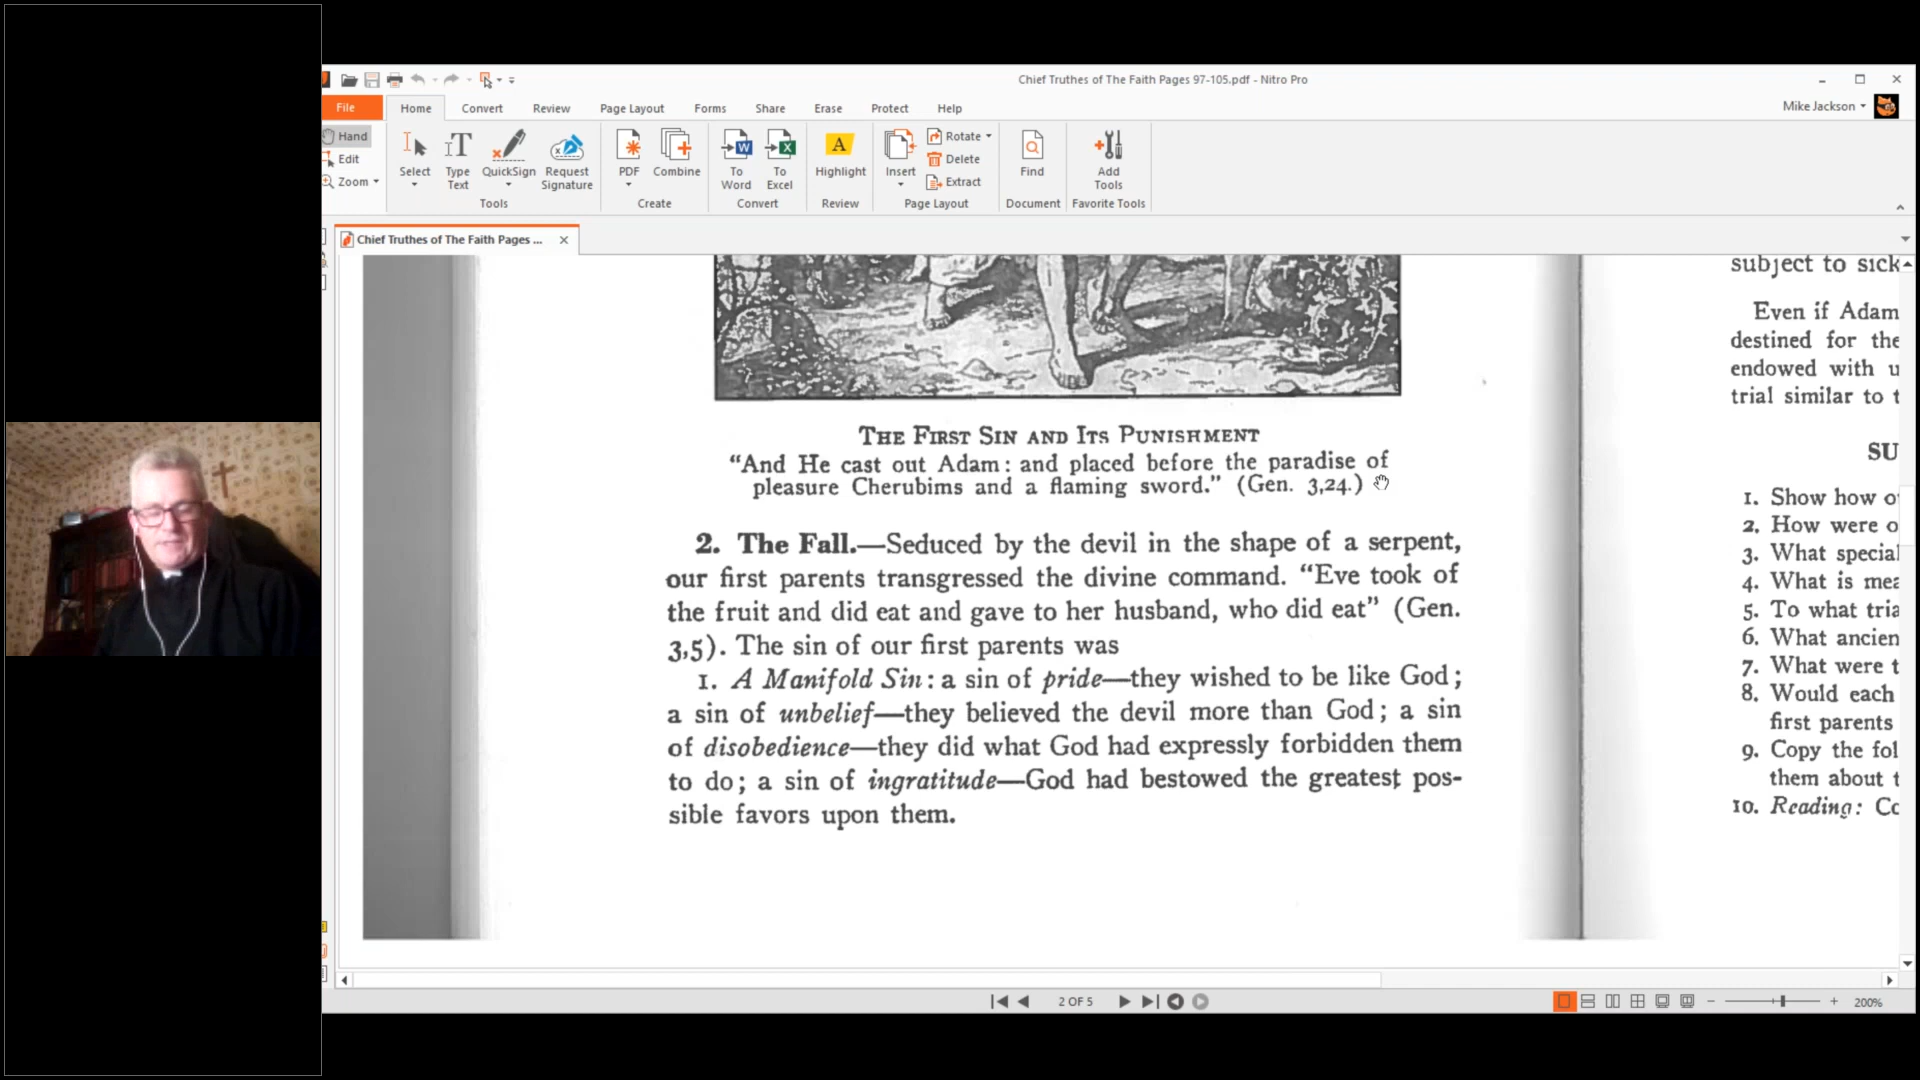 Chief Truthes of The Faith Pages 97-105.pdf - Nitro Pro
File Home Convert Review Page Layout Forms Share Erase Protect Help
Mike Jackson
Hand
Edit
Zoom
Select
Type Text
QuickSign
Request Signature
Tools
PDF
Combine
Create
To Word
To Excel
Convert
Highlight
Review
Insert
Rotate
Delete
Extract
Page Layout
Find
Document
Add Tools
Favorite Tools
Chief Truthes of The Faith Pages ...
THE FIRST SIN AND ITS PUNISHMENT
“And He cast out Adam: and placed before the paradise of
pleasure Cherubims and a flaming sword.” (Gen. 3,24.)
2. The Fall.—Seduced by the devil in the shape of a serpent,
our first parents transgressed the divine command. “Eve took of
the fruit and did eat and gave to her husband, who did eat” (Gen.
3,5). The sin of our first parents was
1. A Manifold Sin: a sin of pride—they wished to be like God;
a sin of unbelief—they believed the devil more than God; a sin
of disobedience—they did what God had expressly forbidden them
to do; a sin of ingratitude—God had bestowed the greatest pos-
sible favors upon them.
subject to sick
Even if Adam
destined for the
endowed with u
trial similar to t
SU
1. Show how o
2. How were o
3. What special
4. What is mea
5. To what tria
6. What ancien
7. What were t
8. Would each
first parents
9. Copy the fol
them about t
10. Reading: Co
2 OF 5
200%